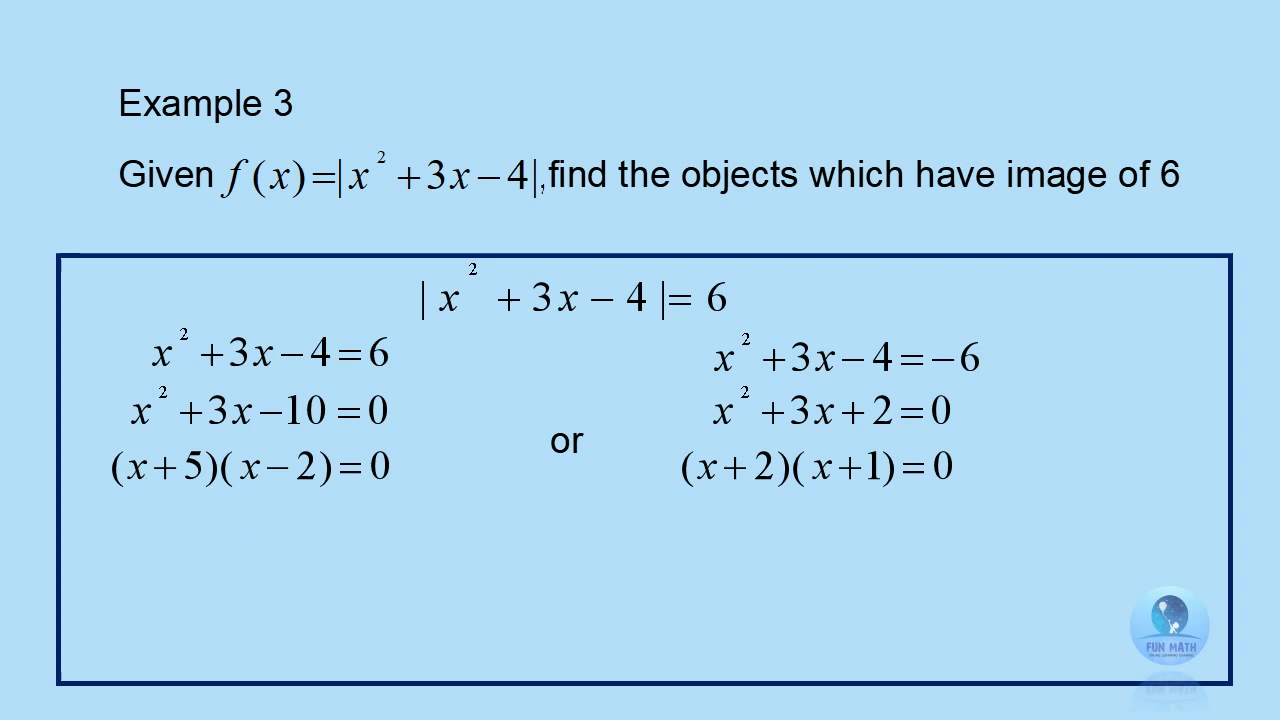 Example 3
Given f(x)=|x²+3x−4|,find the objects which have image of 6
|x² +3x−4|=6
x²+3x−4=6
x²+3x−10=0
(x+5)(x−2)=0
or
x²+3x−4=−6
x²+3x+2=0
(x+2)(x+1)=0
FUN MATH